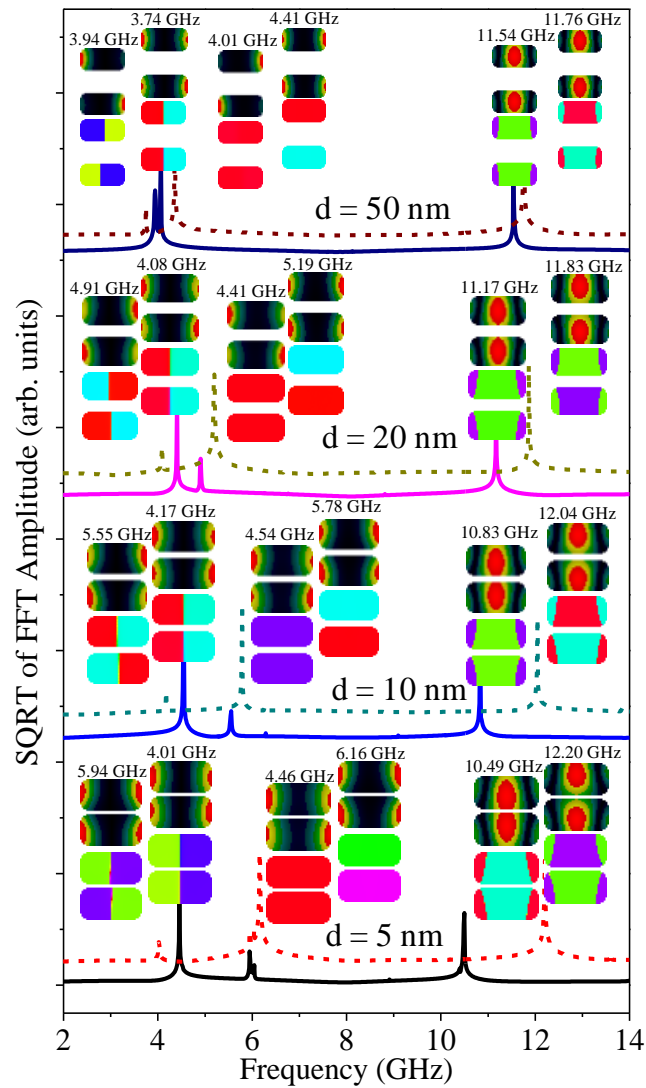 4.41 GHz
3.74 GHz
3.94 GHz
4.01 GHz
11.76 GHz
11.54 GHz
d = 50 nm
4.08 GHz
5.19 GHz
4.91 GHz
4.41 GHz
11.17 GHz
11.83 GHz
d = 20 nm
4.17 GHz
5.78 GHz
5.55 GHz
4.54 GHz
10.83 GHz
12.04 GHz
d = 10 nm
4.01 GHz
6.16 GHz
5.94 GHz
4.46 GHz
10.49 GHz
12.20 GHz
d = 5 nm
SQRT of FFT Amplitude (arb. units)
2 4 6 8 10 12 14
Frequency (GHz)